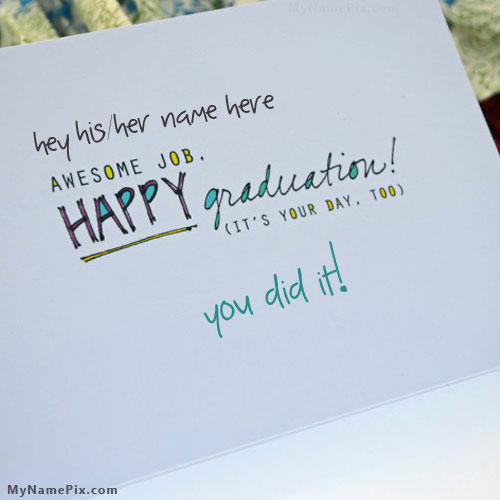 MyNamePix.com
hey his/her name here
AWESOME JOB.
HAPPY graduation!
(IT'S YOUR DAY, TOO)
you did it!
MyNamePix.com